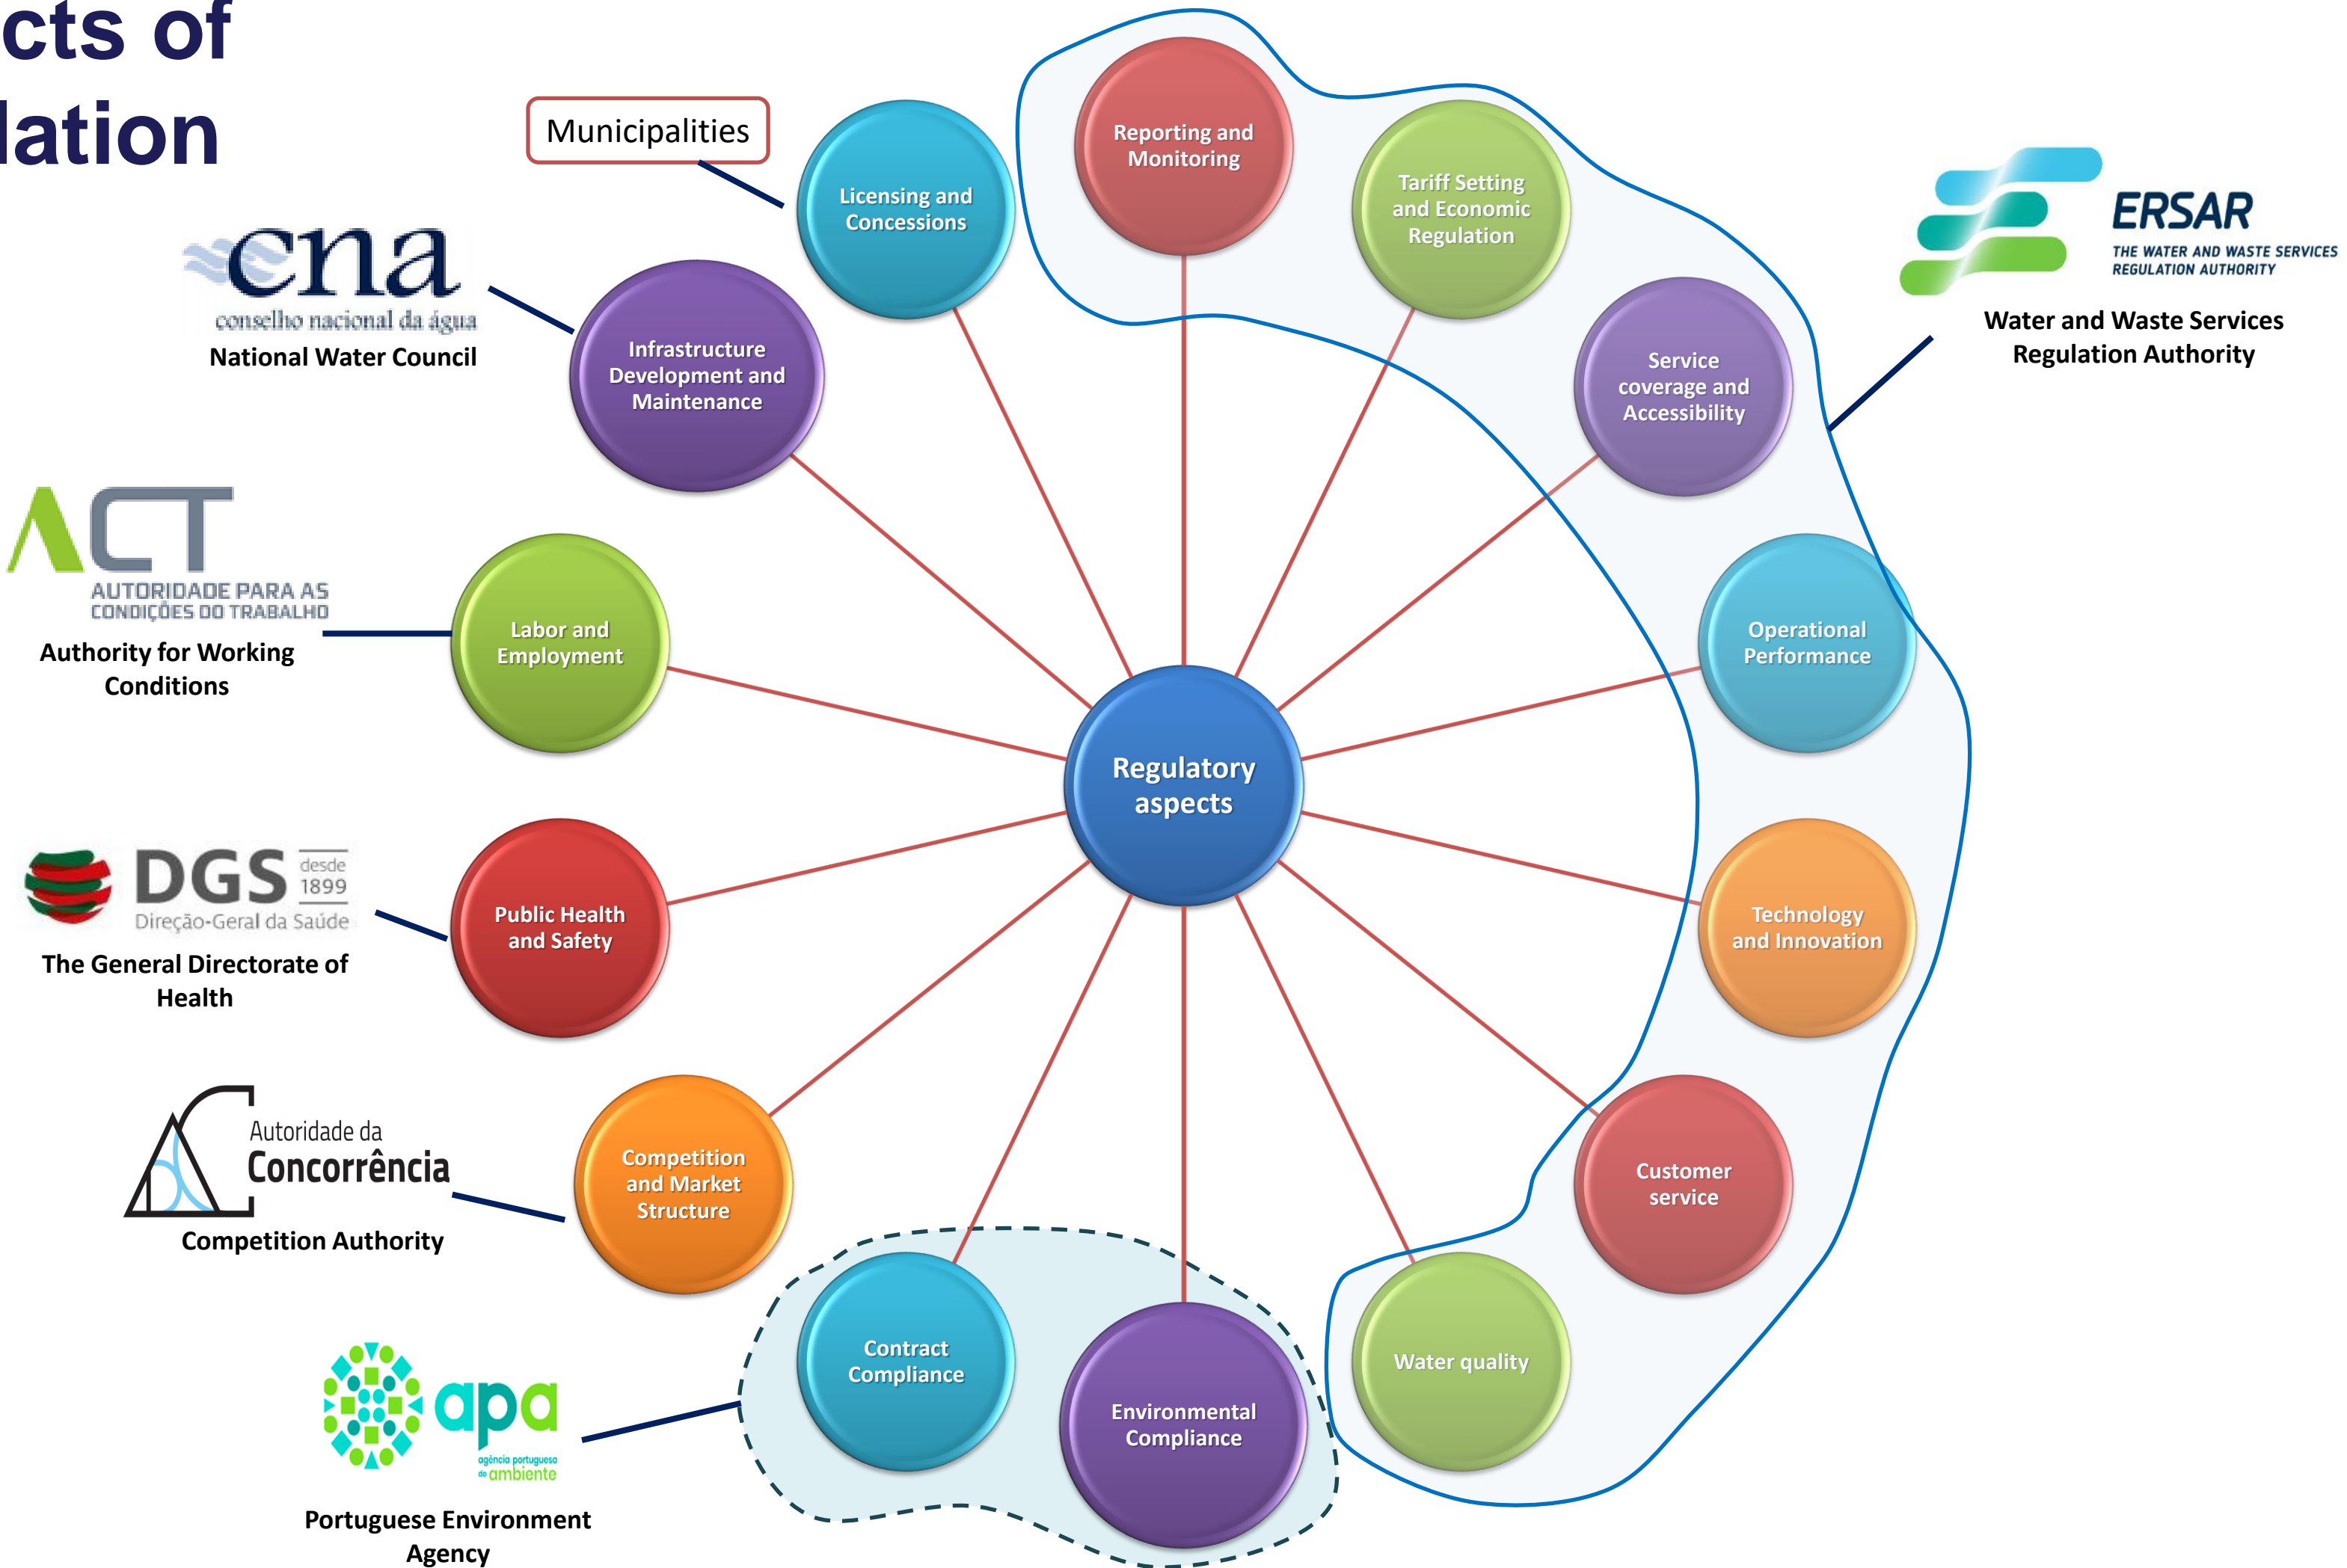 cts of
lation
Municipalities
Licensing and
Concessions
Reporting and
Monitoring
Tariff Setting
and Economic
Regulation
ERSAR
THE WATER AND WASTE SERVICES
REGULATION AUTHORITY
Water and Waste Services
Regulation Authority
cna
conselho nacional da água
National Water Council
Infrastructure
Development and
Maintenance
Service
coverage and
Accessibility
ACT
AUTORIDADE PARA AS
CONDIÇÕES DO TRABALHO
Authority for Working
Conditions
Labor and
Employment
Operational
Performance
Regulatory
aspects
DGS
desde
1899
Direção-Geral da Saúde
The General Directorate of
Health
Public Health
and Safety
Technology
and Innovation
Autoridade da
Concorrência
Competition Authority
Competition
and Market
Structure
Customer
service
apa
agência portuguesa
do ambiente
Portuguese Environment
Agency
Contract
Compliance
Environmental
Compliance
Water quality